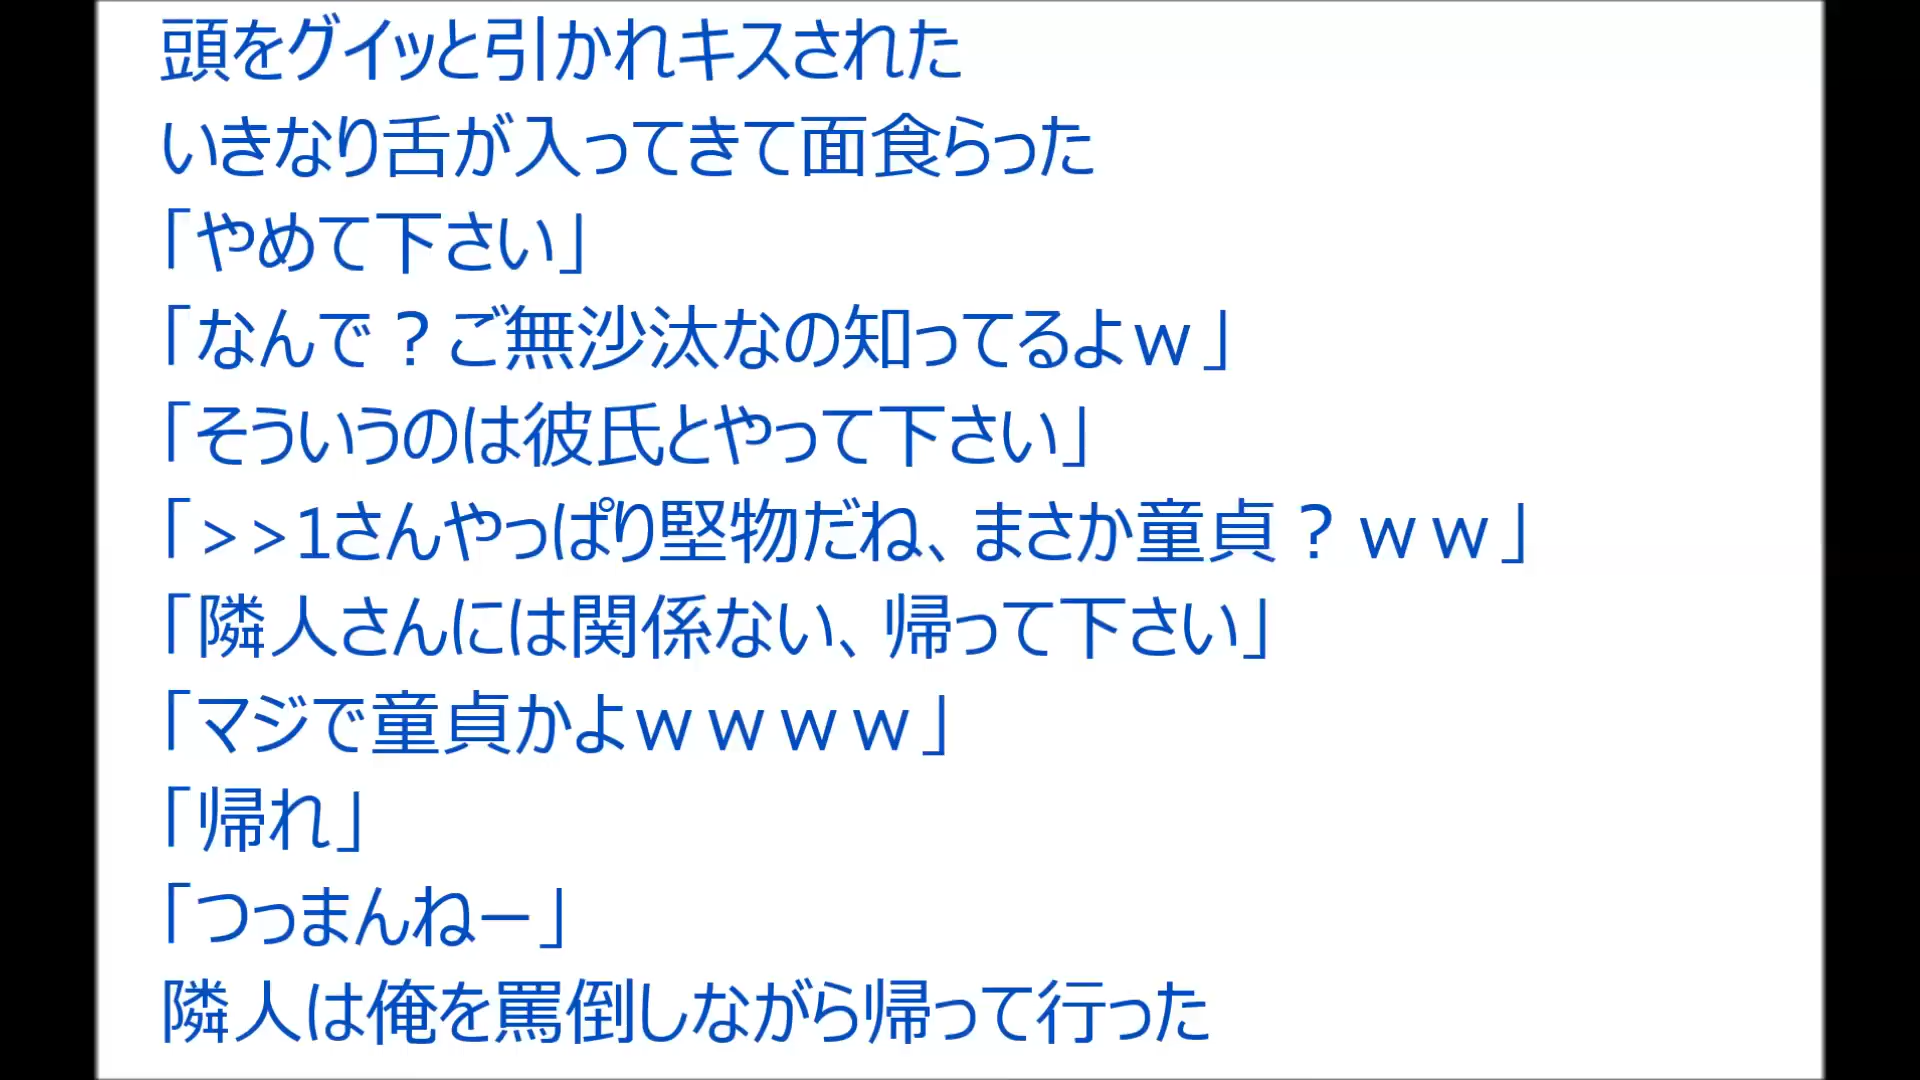 頭をグイッと引かれキスされた
いきなり舌が入ってきて面食らった
「やめて下さい」
「なんで？ご無沙汰なの知ってるよｗ」
「そういうのは彼氏とやって下さい」
「>>1さんやっぱり堅物だね、まさか童貞？ｗｗ」
「隣人さんには関係ない、帰って下さい」
「マジで童貞かよｗｗｗｗ」
「帰れ」
「つっまんねー」
隣人は俺を罵倒しながら帰って行った